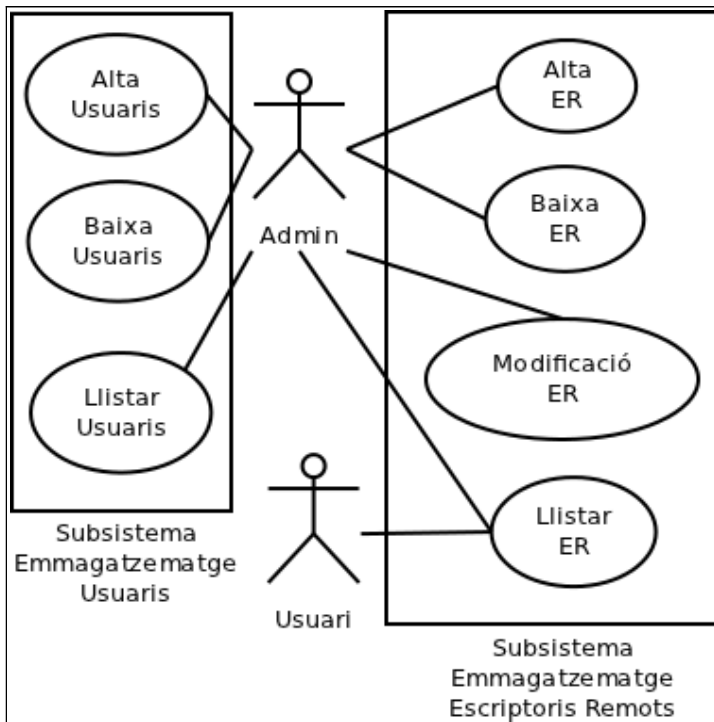 Alta
Usuaris
Baixa
Usuaris
Llistar
Usuaris
Subsistema
Emmagatzematge
Usuaris
Admin
Usuari
Alta
ER
Baixa
ER
Modificació
ER
Llistar
ER
Subsistema
Emmagatzematge
Escriptoris Remots